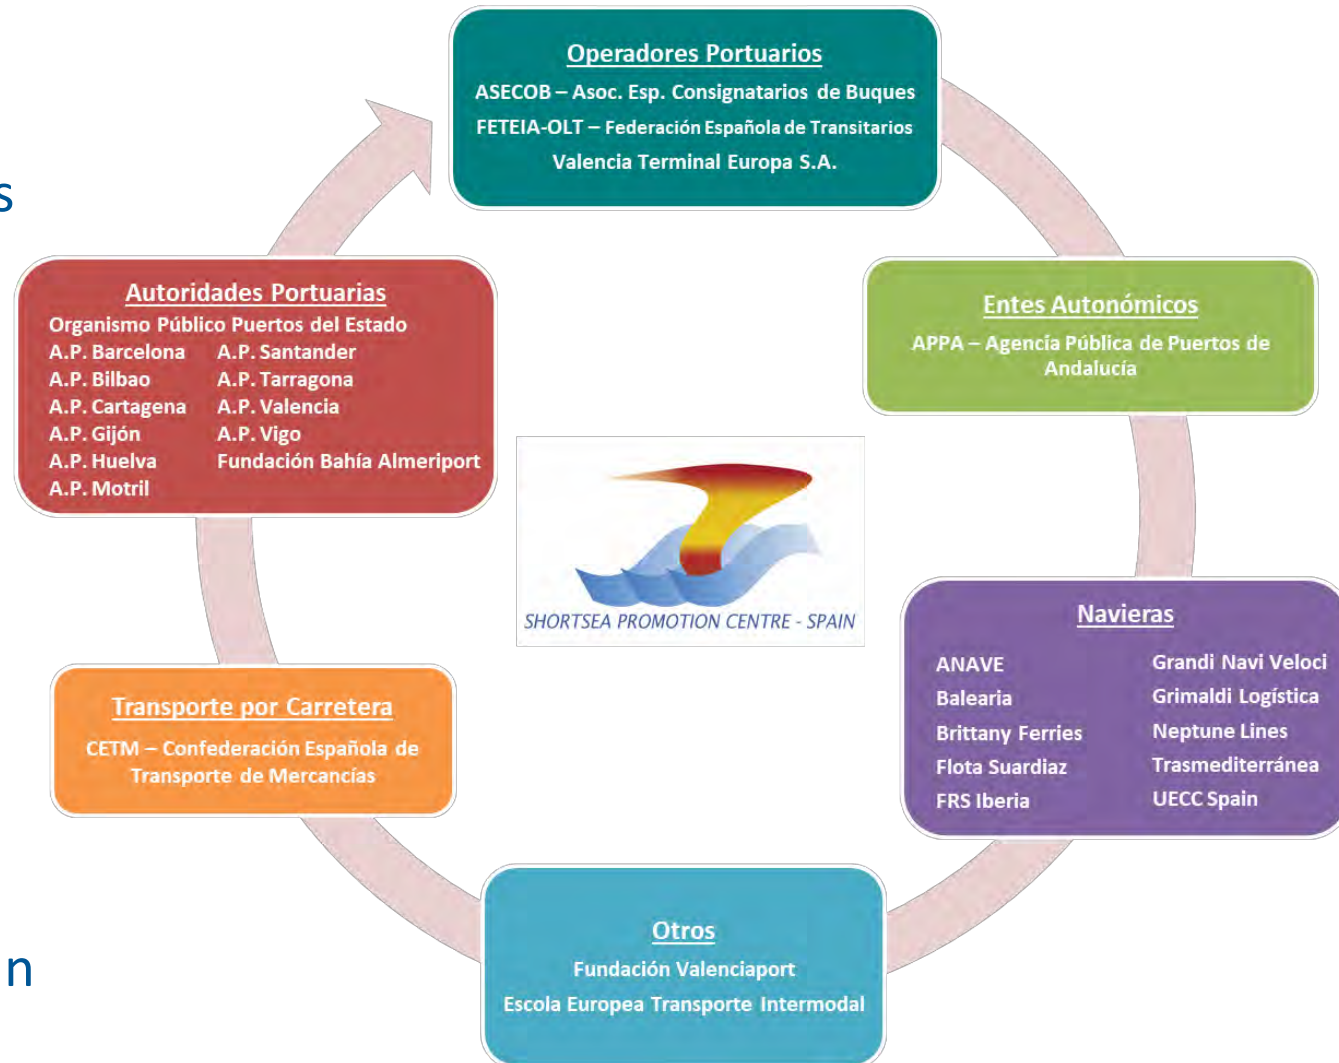 Operadores Portuarios
ASECOB – Asoc. Esp. Consignatarios de Buques
FETEIA-OLT – Federación Española de Transitarios
Valencia Terminal Europa S.A.
s
Autoridades Portuarias
Organismo Público Puertos del Estado
A.P. Barcelona A.P. Santander
A.P. Bilbao A.P. Tarragona
A.P. Cartagena A.P. Valencia
A.P. Gijón A.P. Vigo
A.P. Huelva Fundación Bahía Almeriport
A.P. Motril
Entes Autonómicos
APPA – Agencia Pública de Puertos de
Andalucía
SHORTSEA PROMOTION CENTRE - SPAIN
Navieras
ANAVE Grandi Navi Veloci
Balearia Grimaldi Logística
Brittany Ferries Neptune Lines
Flota Suardiaz Trasmediterránea
FRS Iberia UECC Spain
Transporte por Carretera
CETM – Confederación Española de
Transporte de Mercancías
Otros
Fundación Valenciaport
Escola Europea Transporte Intermodal
n